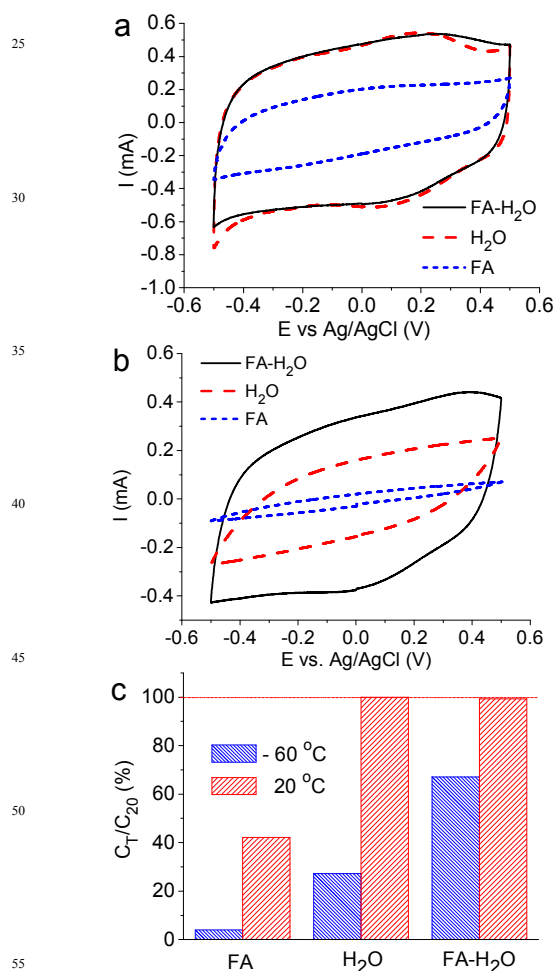 25
30
35
40
45
50
55
a
0.6
0.4
0.2
0.0
-0.2
-0.4
-0.6
-0.8
-1.0
I (mA)
FA-H₂O
H₂O
FA
-0.6 -0.4 -0.2 0.0 0.2 0.4 0.6
E vs Ag/AgCl (V)
b
FA-H₂O
H₂O
FA
0.6
0.4
0.2
0.0
-0.2
-0.4
I (mA)
-0.6 -0.4 -0.2 0.0 0.2 0.4 0.6
E vs. Ag/AgCl (V)
c
100
80
60
40
20
0
C_T/C₂₀ (%)
- 60 °C
20 °C
FA H₂O FA-H₂O